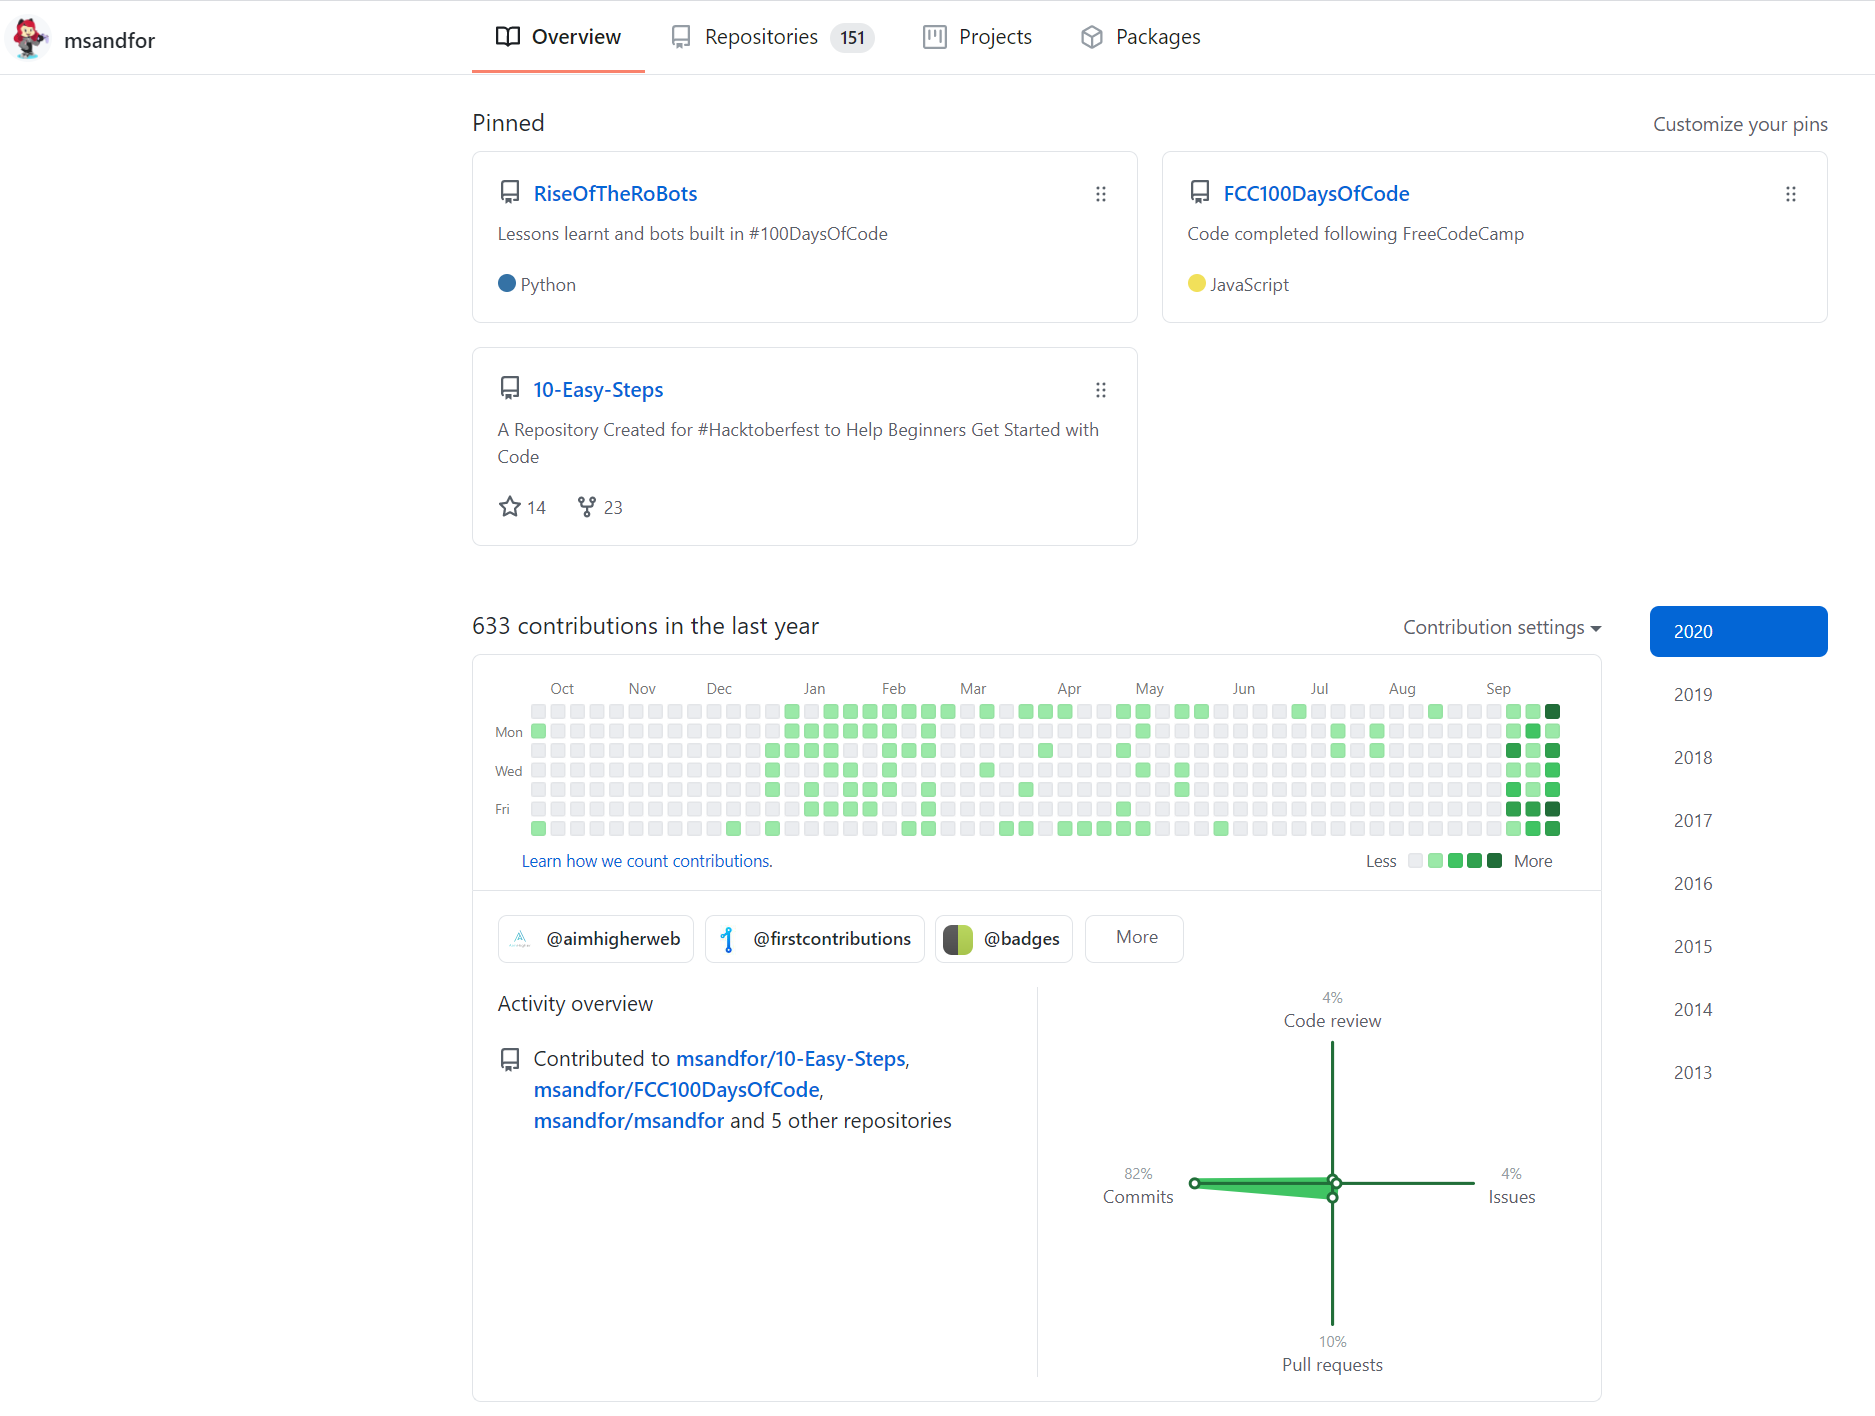 msandfor
Overview
Repositories 151
Projects
Packages
Pinned
Customize your pins
RiseOfTheRoBots
Lessons learnt and bots built in #100DaysOfCode
Python
FCC100DaysOfCode
Code completed following FreeCodeCamp
JavaScript
10-Easy-Steps
A Repository Created for #Hacktoberfest to Help Beginners Get Started with
Code
14 23
633 contributions in the last year
Contribution settings
Oct Nov Dec Jan Feb Mar Apr May Jun Jul Aug Sep
Mon
Wed
Fri
Learn how we count contributions.
Less More
2020
2019
2018
2017
2016
2015
2014
2013
@aimhigherweb
@firstcontributions
@badges
More
Activity overview
Contributed to msandfor/10-Easy-Steps,
msandfor/FCC100DaysOfCode,
msandfor/msandfor and 5 other repositories
4%
Code review
82%
Commits
4%
Issues
10%
Pull requests